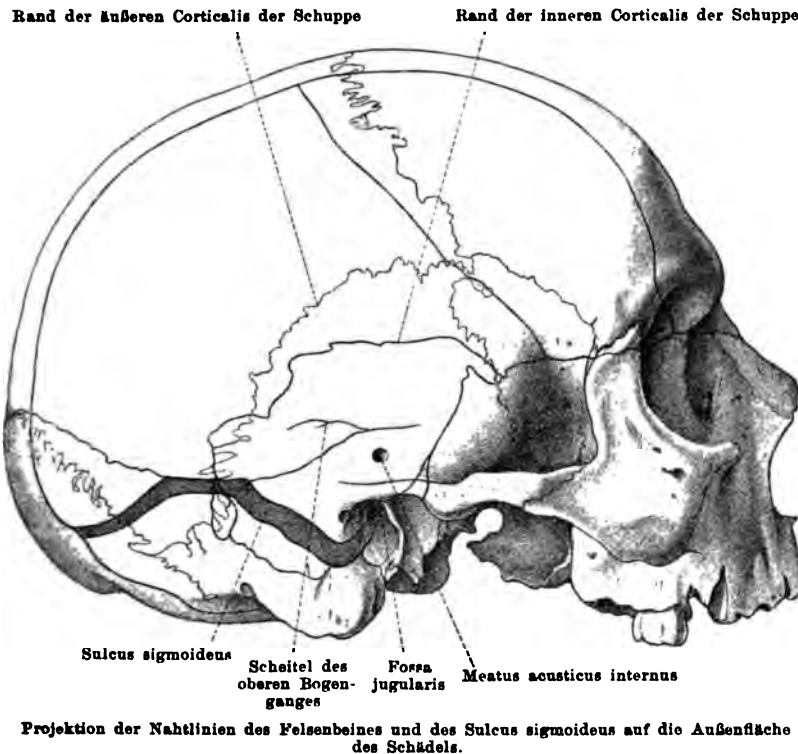 Rand der äußeren Corticalis der Schuppe
Rand der inneren Corticalis der Schuppe
Sulcus sigmoideus
Scheitel des
oberen Bogen-
ganges
Fossa
jugularis
Meatus acusticus internus
Projektion der Nahtlinien des Felsenbeines und des Sulcus sigmoideus auf die Außenfläche
des Schädels.